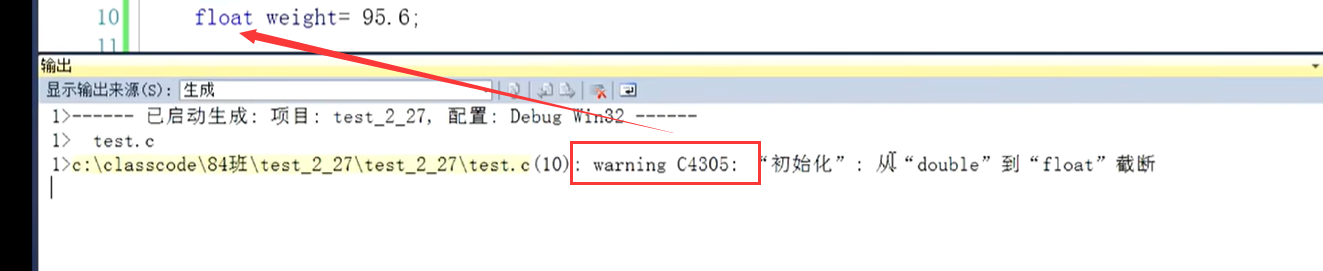 10 float weight= 95.6;
11
输出
显示输出来源(S): 生成
1>------ 已启动生成: 项目: test_2_27, 配置: Debug Win32 ------
1> test.c
1>c:\classcode\84班\test_2_27\test_2_27\test.c(10): warning C4305: “初始化”: 从“double”到“float”截断